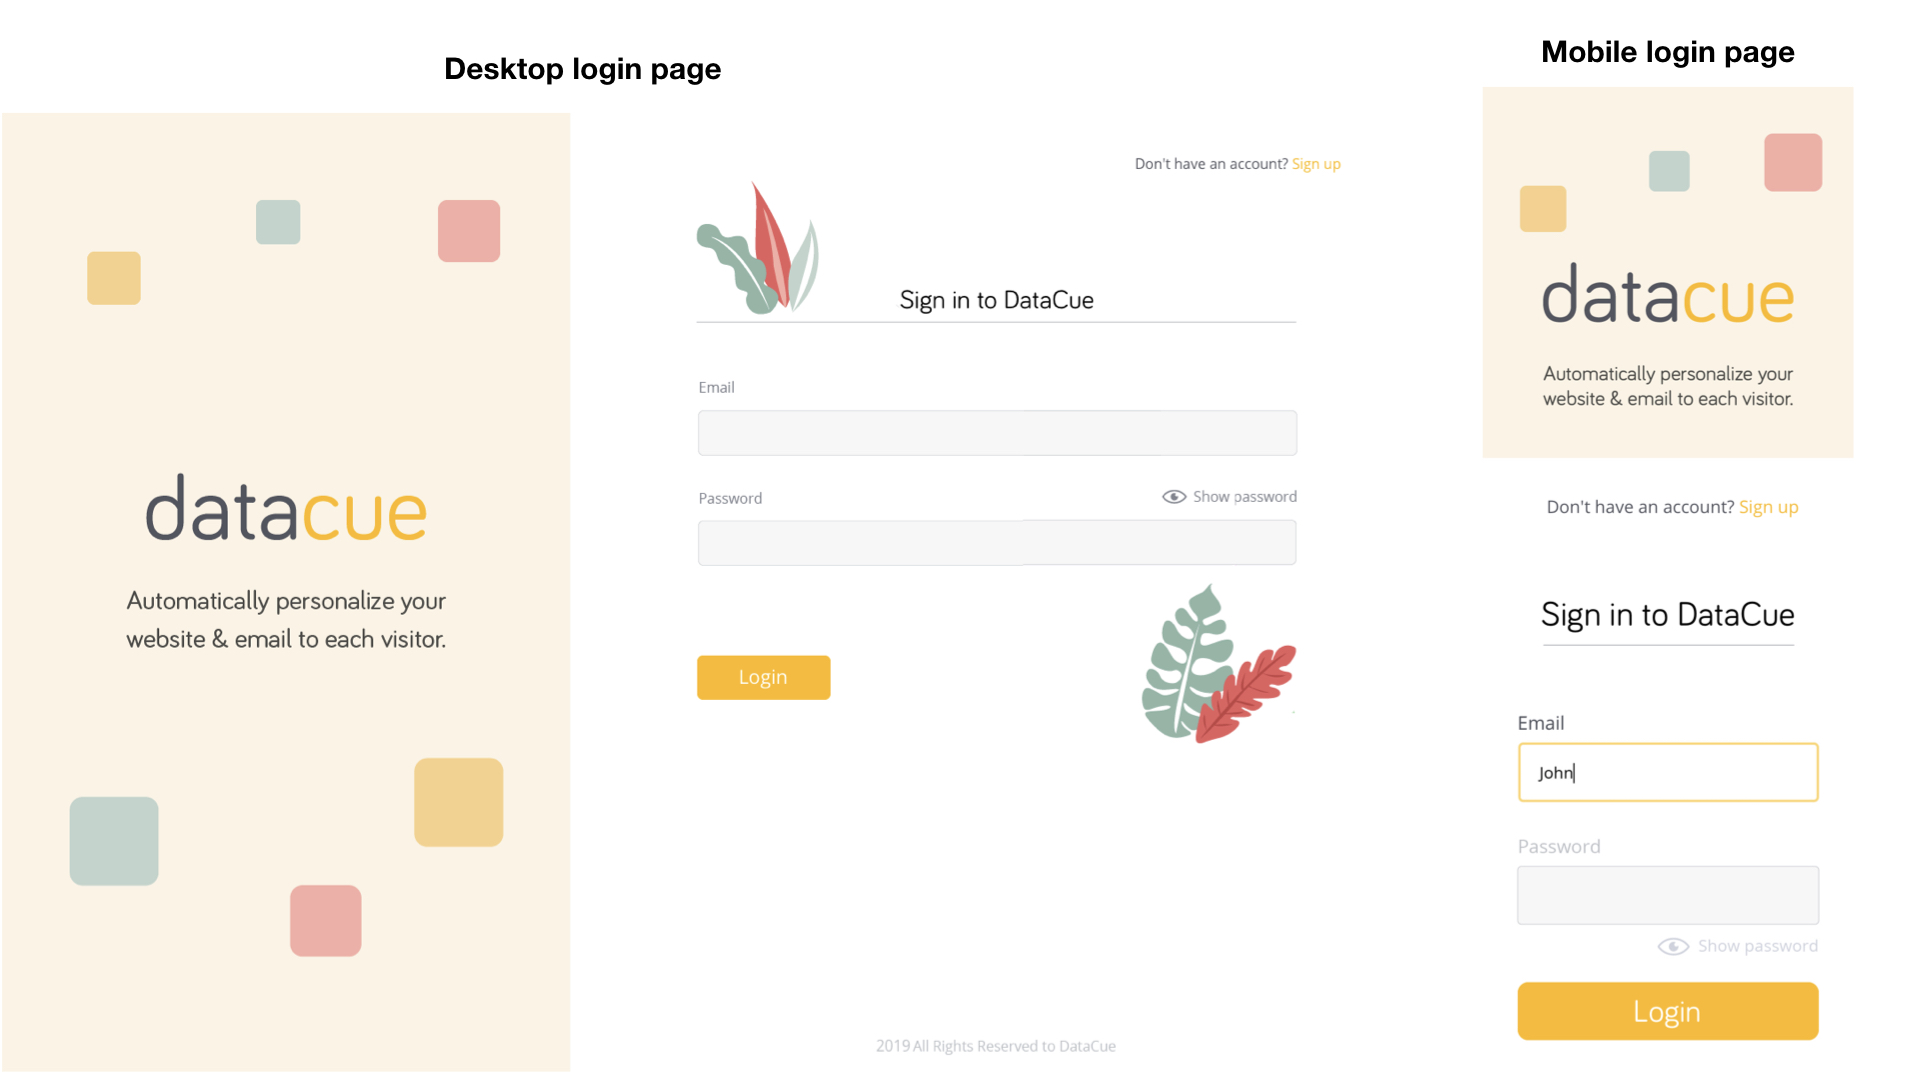 Desktop login page
datacue
Automatically personalize your
website & email to each visitor.
Don't have an account? Sign up
Sign in to DataCue
Email
Password
Show password
Login
2019 All Rights Reserved to DataCue
Mobile login page
datacue
Automatically personalize your
website & email to each visitor.
Don't have an account? Sign up
Sign in to DataCue
Email
John
Password
Show password
Login